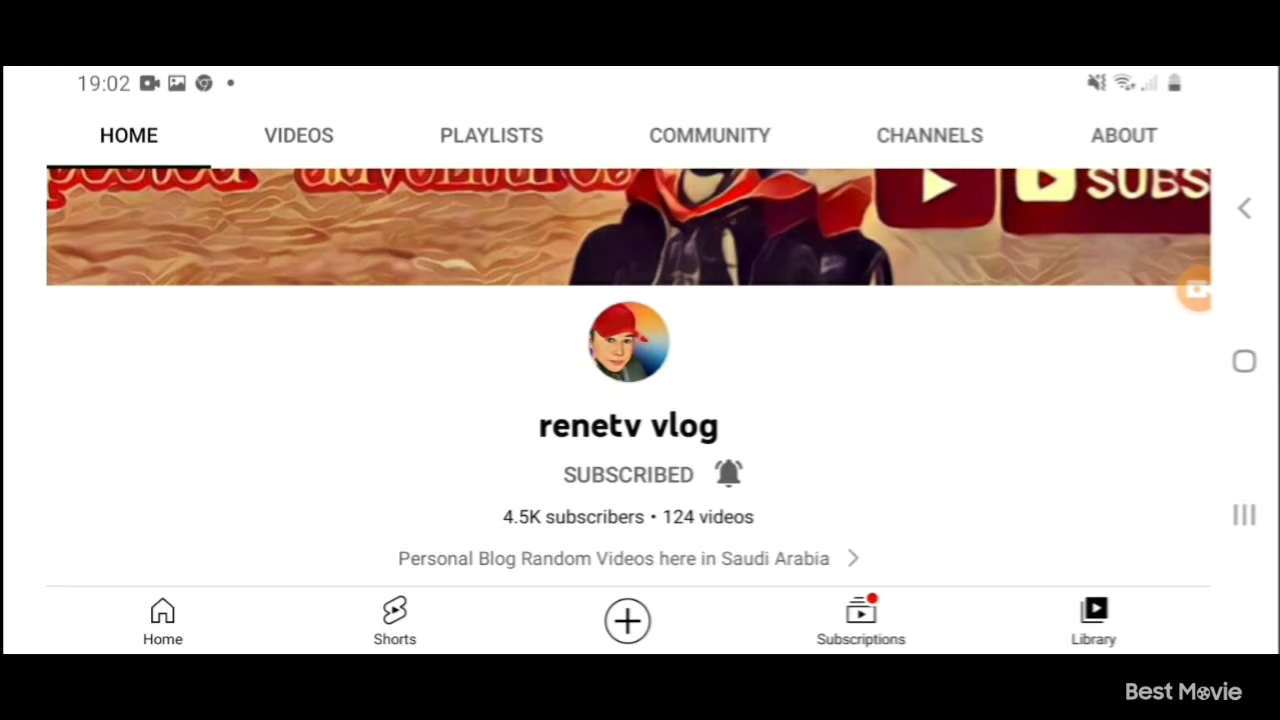 19:02
HOME VIDEOS PLAYLISTS COMMUNITY CHANNELS ABOUT
adventures SUBS
renetv vlog
SUBSCRIBED
4.5K subscribers • 124 videos
Personal Blog Random Videos here in Saudi Arabia
Home Shorts Subscriptions Library
Best Movie